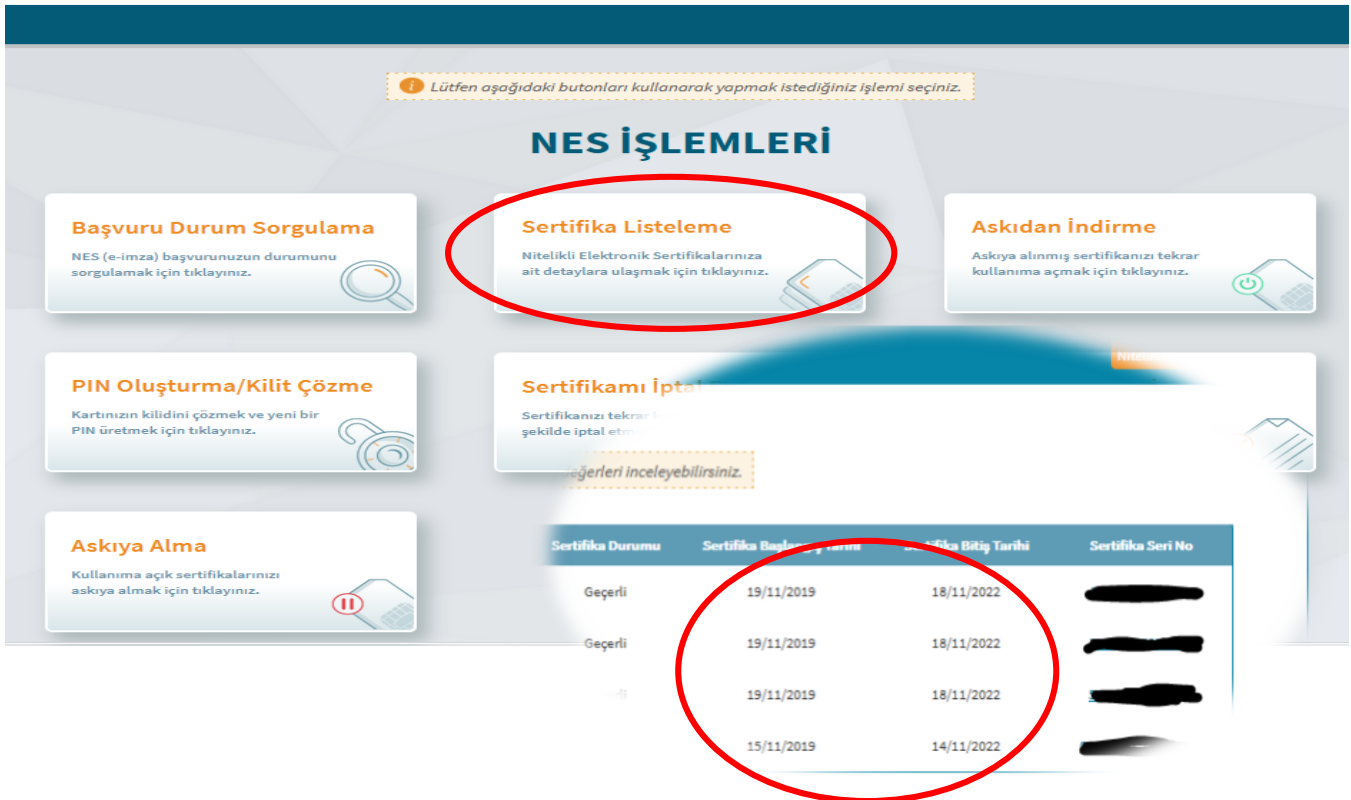 Lütfen aşağıdaki butonları kullanarak yapmak istediğiniz işlemi seçiniz.
NES İŞLEMLERİ
Başvuru Durum Sorgulama
NES (e-imza) başvurunuzun durumunu
sorgulamak için tıklayınız.
Sertifika Listeleme
Nitelikli Elektronik Sertifikalarınıza
ait detaylara ulaşmak için tıklayınız.
Askıdan İndirme
Askıya alınmış sertifikanızı tekrar
kullanıma açmak için tıklayınız.
PIN Oluşturma/Kilit Çözme
Kartınızın kilidini çözmek ve yeni bir
PIN üretmek için tıklayınız.
Sertifikamı
Sertifikanızı tekrar
şekilde iptal
Askıya Alma
Kullanıma açık sertifikalarınızı
askıya almak için tıklayınız.
değerleri inceleyebilirsiniz.
Sertifika Durumu Sertifika Başlangıç Tarihi Sertifika Bitiş Tarihi Sertifika Seri No
Geçerli 19/11/2019 18/11/2022
Geçerli 19/11/2019 18/11/2022
19/11/2019 18/11/2022
15/11/2019 14/11/2022